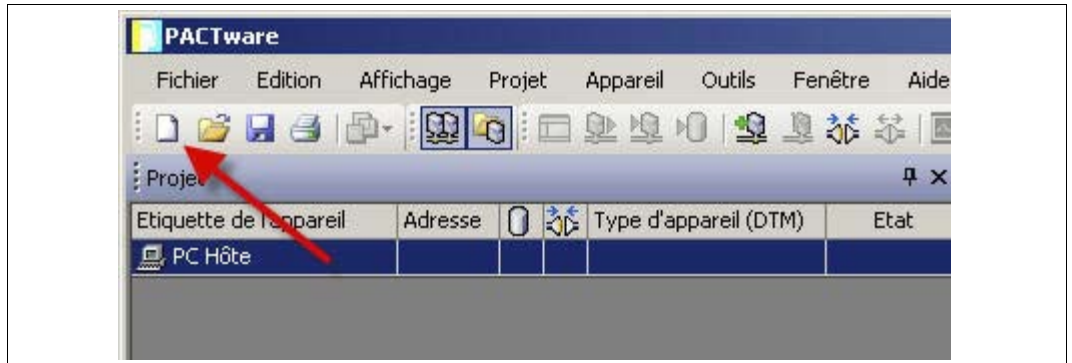 PACTware
Fichier Edition Affichage Projet Appareil Outils Fenêtre Aide
Projet
Etiquette de l'appareil Adresse Type d'appareil (DTM) Etat
PC Hôte